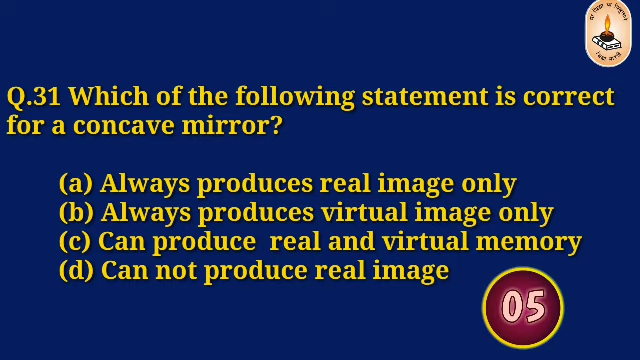 Q.31 Which of the following statement is correct
for a concave mirror?
(a) Always produces real image only
(b) Always produces virtual image only
(c) Can produce real and virtual memory
(d) Can not produce real image
05